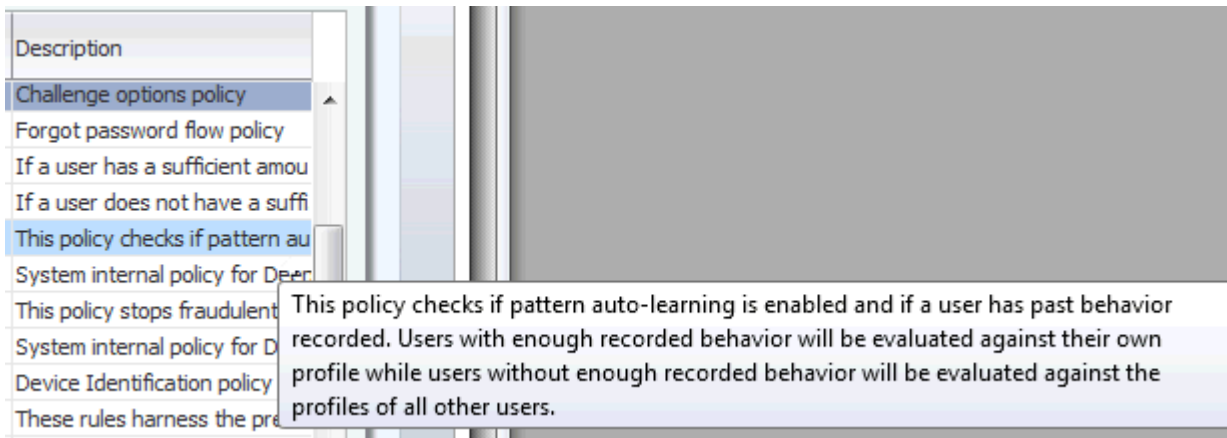 Description
Challenge options policy
Forgot password flow policy
If a user has a sufficient amou
If a user does not have a suffi
This policy checks if pattern au
System internal policy for Deep
This policy stops fraudulent
System internal policy for D
Device Identification policy
These rules harness the pre
This policy checks if pattern auto-learning is enabled and if a user has past behavior
recorded. Users with enough recorded behavior will be evaluated against their own
profile while users without enough recorded behavior will be evaluated against the
profiles of all other users.